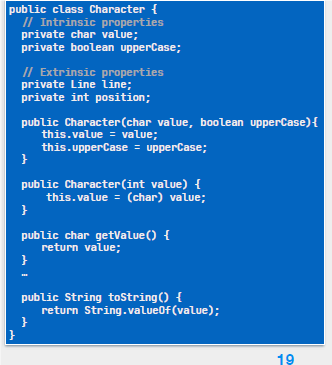 public class Character {
// Intrinsic properties
private char value;
private boolean upperCase;
// Extrinsic properties
private Line line;
private int position;
public Character(char value, boolean upperCase){
this.value = value;
this.upperCase = upperCase;
}
public Character(int value) {
this.value = (char) value;
}
public char getValue() {
return value;
}
…
public String toString() {
return String.valueOf(value);
}
}
19